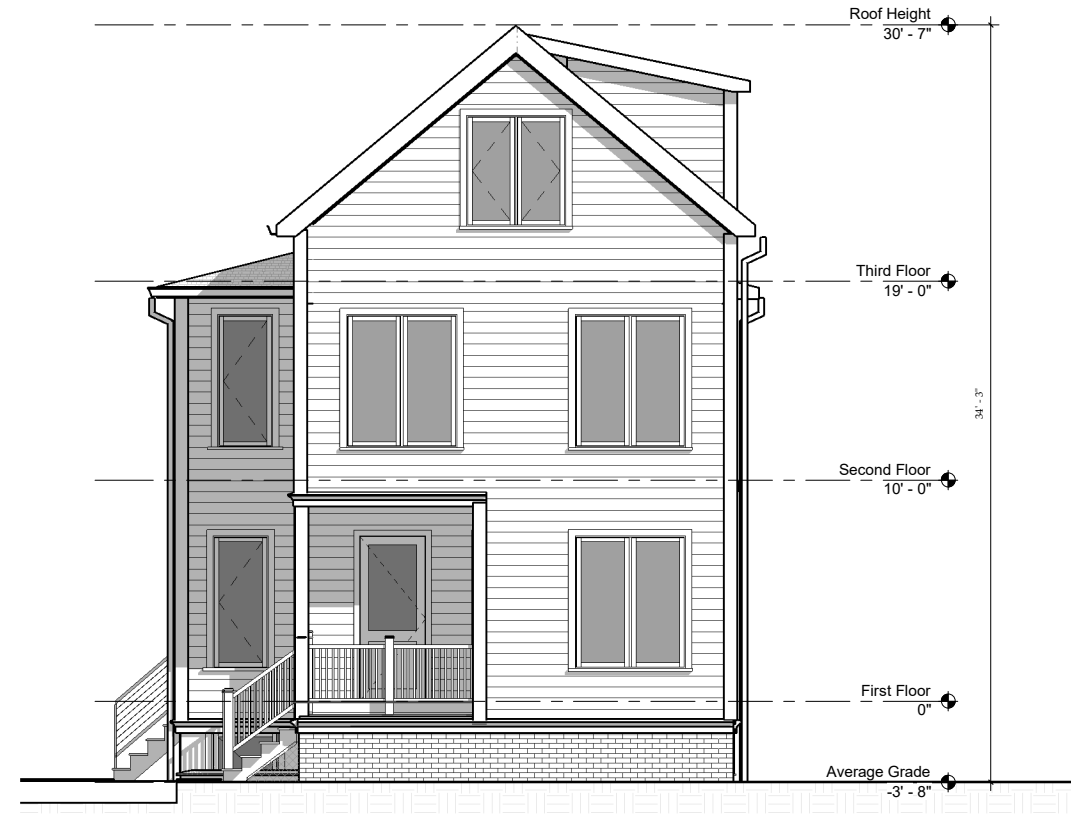 Roof Height
30' - 7"
Third Floor
19' - 0"
34' - 3"
Second Floor
10' - 0"
First Floor
0"
Average Grade
-3' - 8"